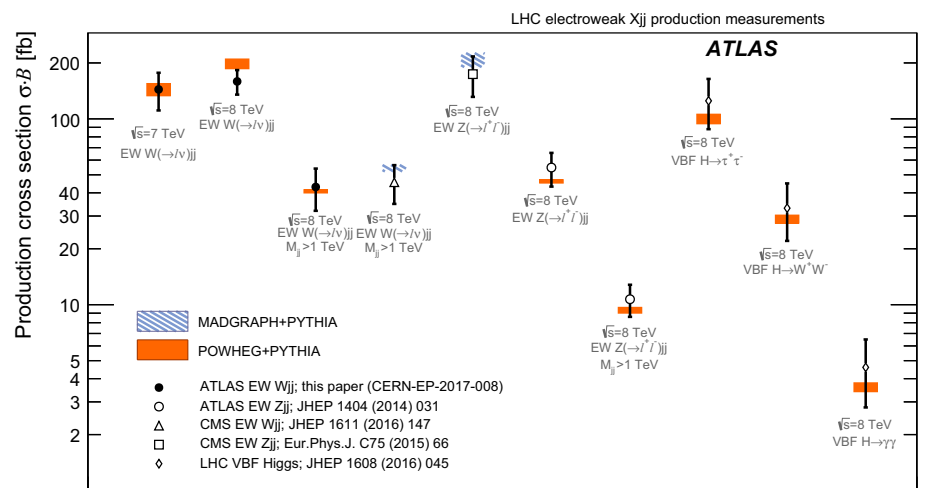 LHC electroweak Xjj production measurements
ATLAS
Production cross section σ·B [fb]
200
100
40
30
20
10
5
4
3
2
√s=7 TeV
EW W(→lν)jj
√s=8 TeV
EW W(→lν)jj
√s=8 TeV
EW W(→lν)jj
M_jj>1 TeV
√s=8 TeV
EW W(→lν)jj
M_jj>1 TeV
√s=8 TeV
EW Z(→l⁺l⁻)jj
√s=8 TeV
EW Z(→l⁺l⁻)jj
√s=8 TeV
EW Z(→l⁺l⁻)jj
M_jj>1 TeV
√s=8 TeV
VBF H→τ⁺τ⁻
√s=8 TeV
VBF H→W⁺W⁻
√s=8 TeV
VBF H→γγ
MADGRAPH+PYTHIA
POWHEG+PYTHIA
ATLAS EW Wjj; this paper (CERN-EP-2017-008)
ATLAS EW Zjj; JHEP 1404 (2014) 031
CMS EW Wjj; JHEP 1611 (2016) 147
CMS EW Zjj; Eur.Phys.J. C75 (2015) 66
LHC VBF Higgs; JHEP 1608 (2016) 045